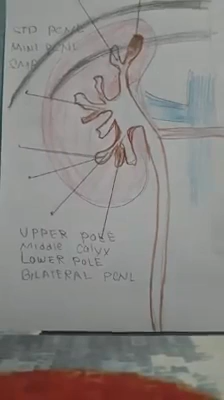 STD PCNL
MINI PCNL
UPPER POLE
Middle Calyx
LOWER POLE
BILATERAL PCNL